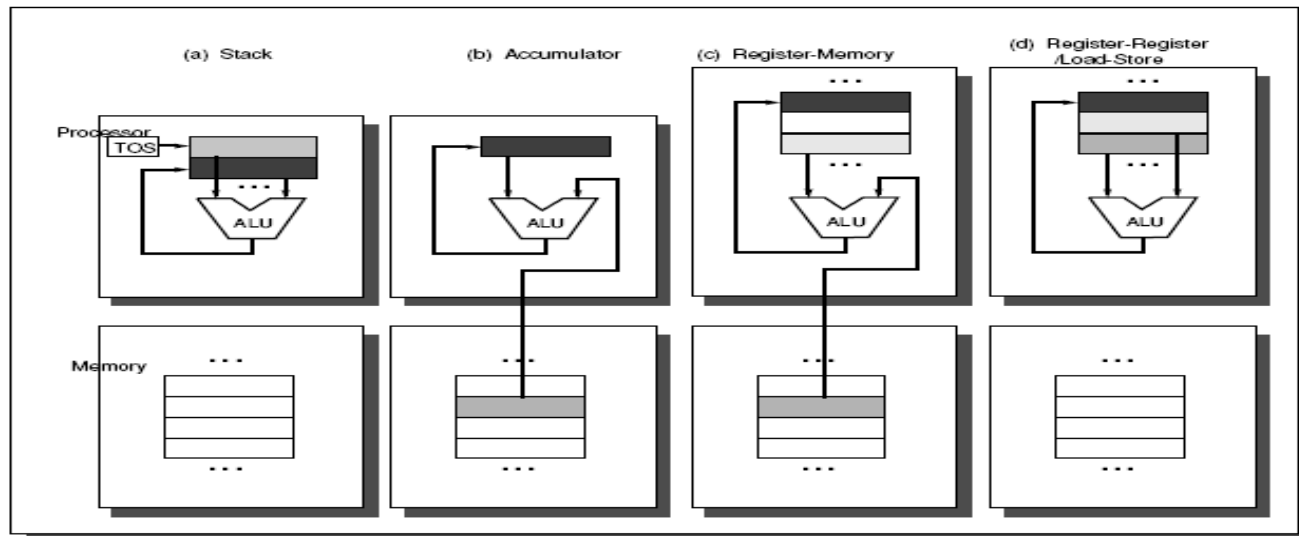 (a) Stack
(b) Accumulator
(c) Register-Memory
(d) Register-Register
/Load-Store
Processor
TOS
...
...
...
...
...
ALU
ALU
ALU
ALU
Memory
...
...
...
...
...
...
...
...